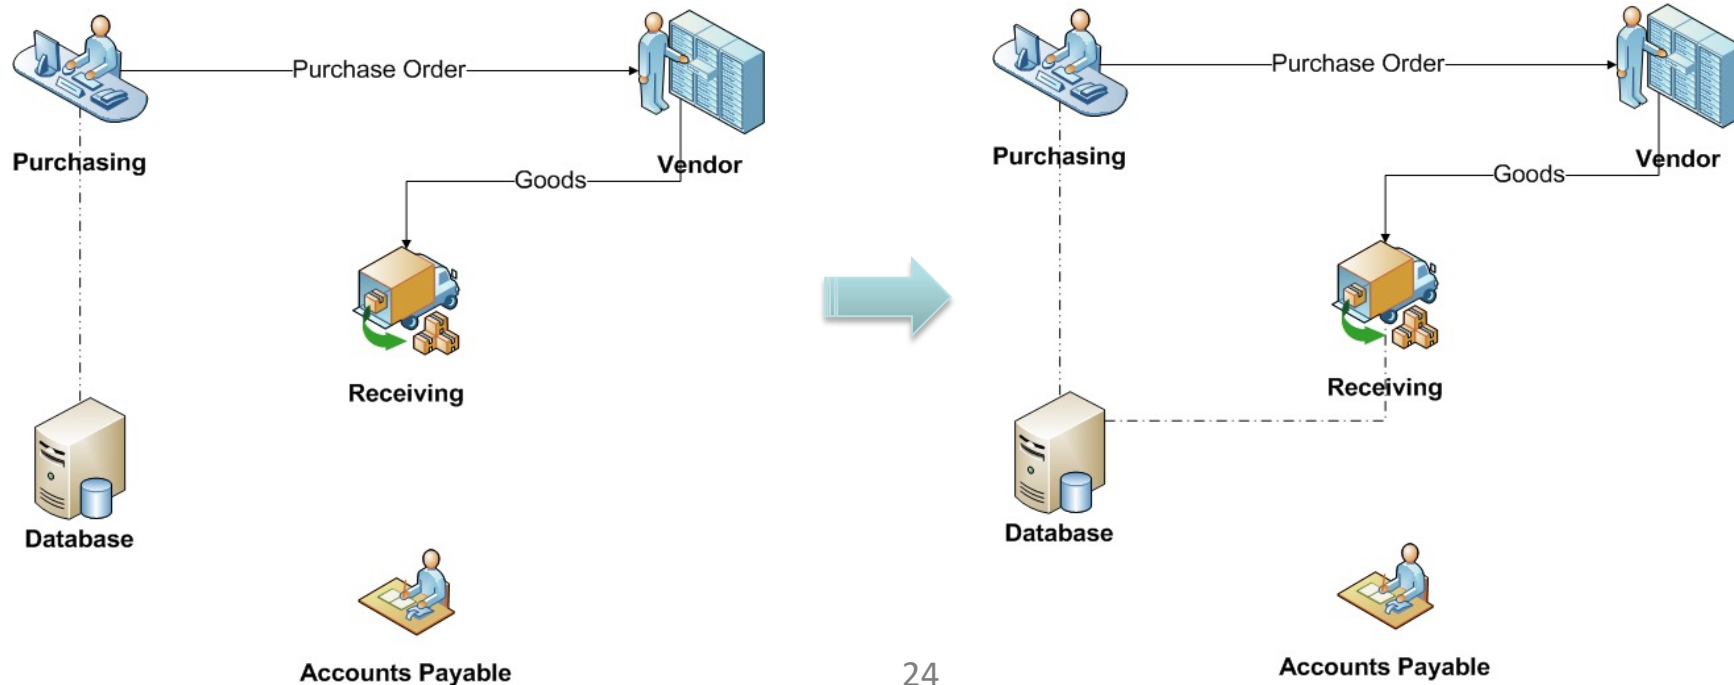 Purchase Order
Purchasing
Vendor
Goods
Receiving
Database
Accounts Payable
Purchase Order
Purchasing
Vendor
Goods
Receiving
Database
Accounts Payable
24